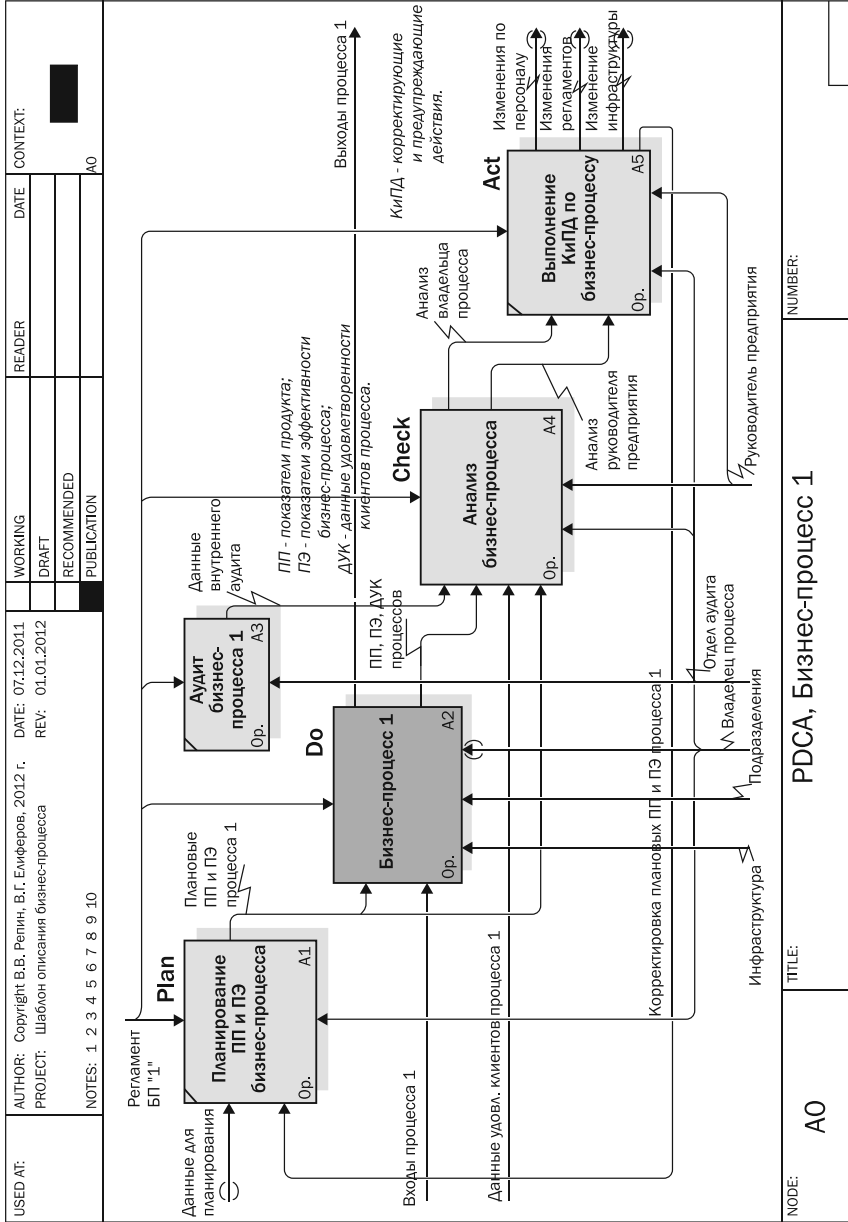 USED AT:
AUTHOR: Copyright В.В. Репин, В.Г. Елиферов, 2012 г.
PROJECT: Шаблон описания бизнес-процесса
NOTES: 1 2 3 4 5 6 7 8 9 10
DATE: 07.12.2011
REV: 01.01.2012
WORKING
DRAFT
RECOMMENDED
PUBLICATION
READER
DATE
CONTEXT:
A0
Регламент
БП "1"
Данные для
планирования
Plan
Планирование
ПП и ПЭ
бизнес-процесса
0р.
A1
Плановые
ПП и ПЭ
процесса 1
Входы процесса 1
Данные удовл. клиентов процесса 1
Do
Бизнес-процесс 1
0р.
A2
Аудит
бизнес-
процесса 1
0р.
A3
Данные
внутреннего
аудита
ПП, ПЭ, ДУК
процессов
ПП - показатели продукта;
ПЭ - показатели эффективности
бизнес-процесса;
ДУК - данные удовлетворенности
клиентов процесса.
Check
Анализ
бизнес-процесса
0р.
A4
Анализ
владельца
процесса
Анализ
руководителя
предприятия
Выходы процесса 1
КиПД - корректирующие
и предупреждающие
действия.
Act
Выполнение
КиПД по
бизнес-процессу
0р.
A5
Изменения по
персоналу
Изменения
регламентов
Изменение
инфраструктуры
Корректировка плановых ПП и ПЭ процесса 1
Инфраструктура
Подразделения
Владелец процесса
Отдел аудита
Руководитель предприятия
NODE:
A0
TITLE:
PDCA, Бизнес-процесс 1
NUMBER: